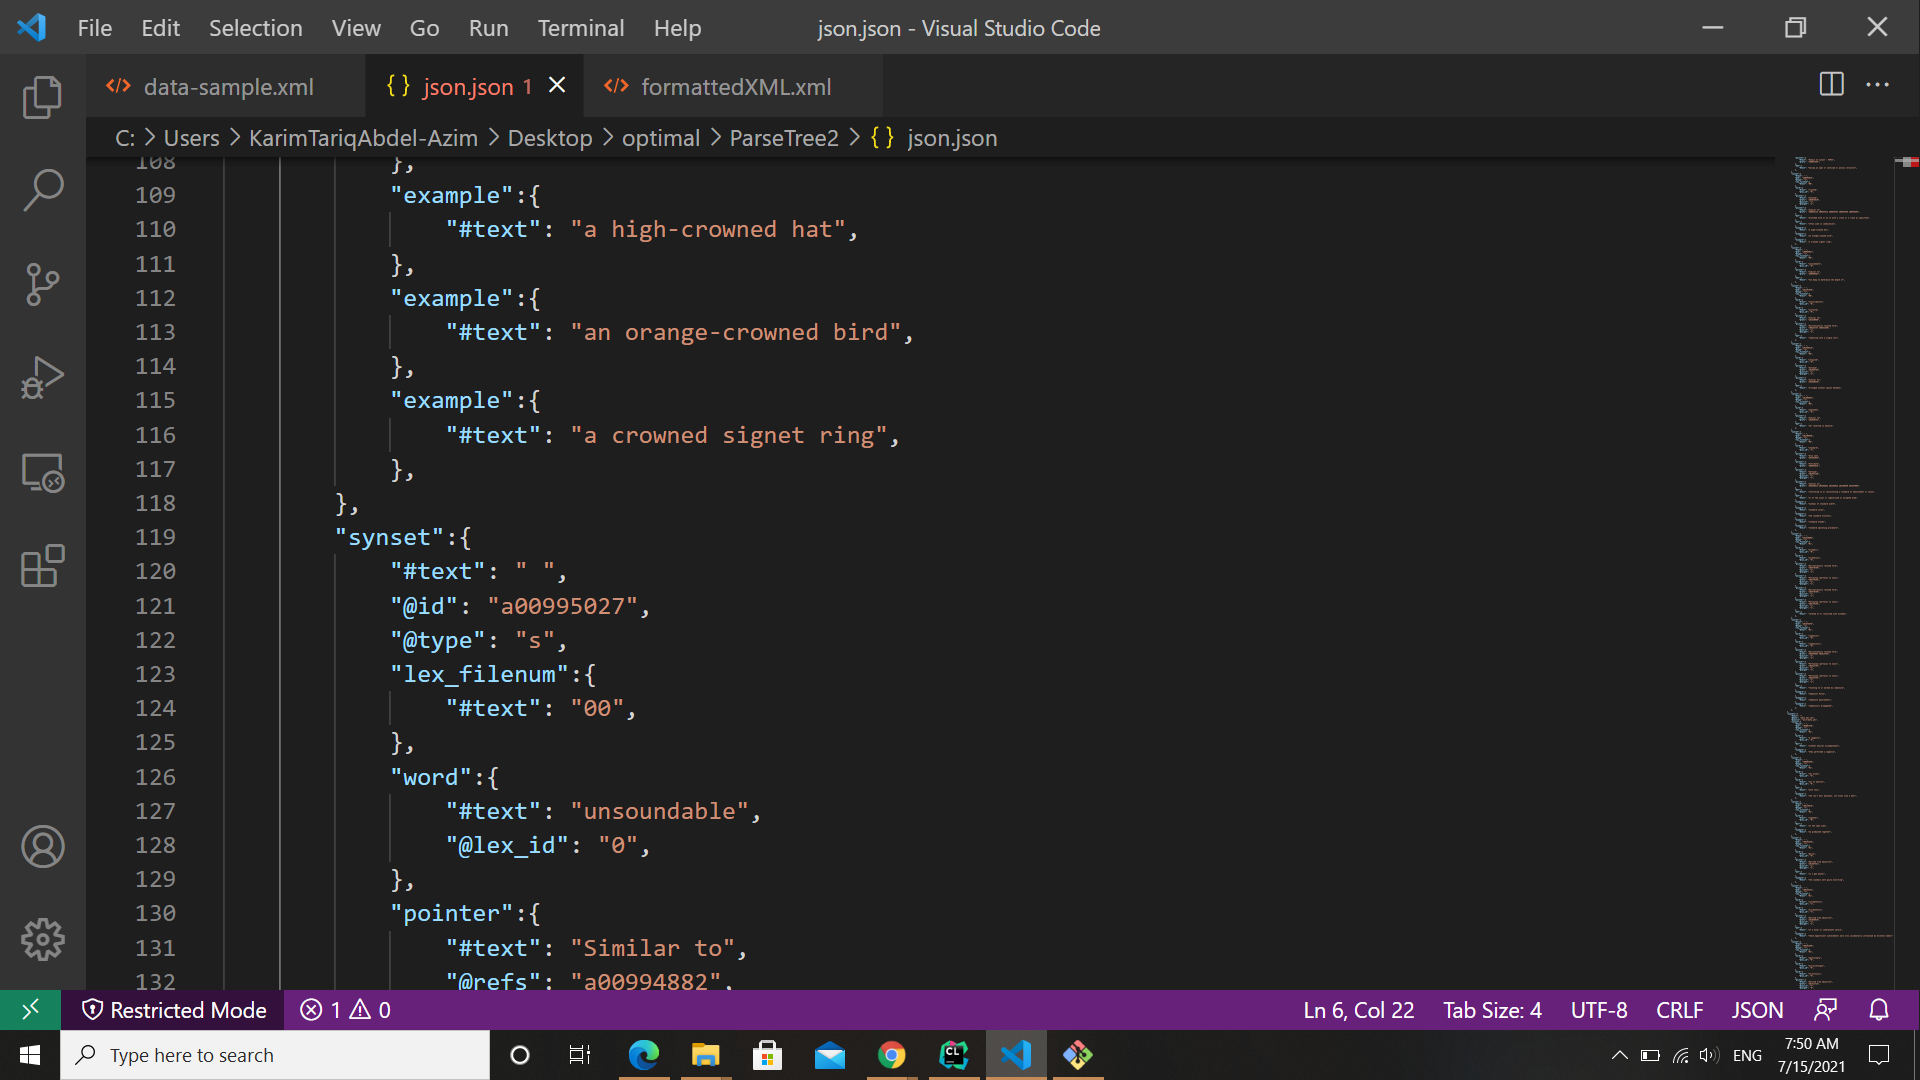 File Edit Selection View Go Run Terminal Help json.json - Visual Studio Code
data-sample.xml {} json.json 1 formattedXML.xml
C: > Users > KarimTariqAbdel-Azim > Desktop > optimal > ParseTree2 > {} json.json
108 },
109 "example":{
110 "#text": "a high-crowned hat",
111 },
112 "example":{
113 "#text": "an orange-crowned bird",
114 },
115 "example":{
116 "#text": "a crowned signet ring",
117 },
118 },
119 "synset":{
120 "#text": " ",
121 "@id": "a00995027",
122 "@type": "s",
123 "lex_filenum":{
124 "#text": "00",
125 },
126 "word":{
127 "#text": "unsoundable",
128 "@lex_id": "0",
129 },
130 "pointer":{
131 "#text": "Similar to",
132 "@refs": "a00994882",
Restricted Mode 1 0 Ln 6, Col 22 Tab Size: 4 UTF-8 CRLF JSON
Type here to search CL ENG 7:50 AM
7/15/2021